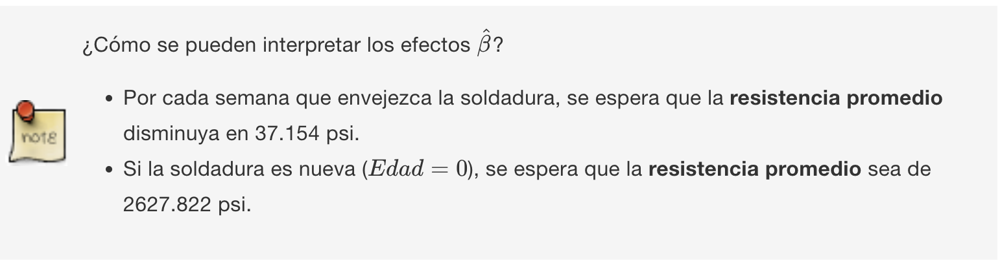 ¿Cómo se pueden interpretar los efectos β̂?
• Por cada semana que envejezca la soldadura, se espera que la resistencia promedio
disminuya en 37.154 psi.
note
• Si la soldadura es nueva (Edad = 0), se espera que la resistencia promedio sea de
2627.822 psi.